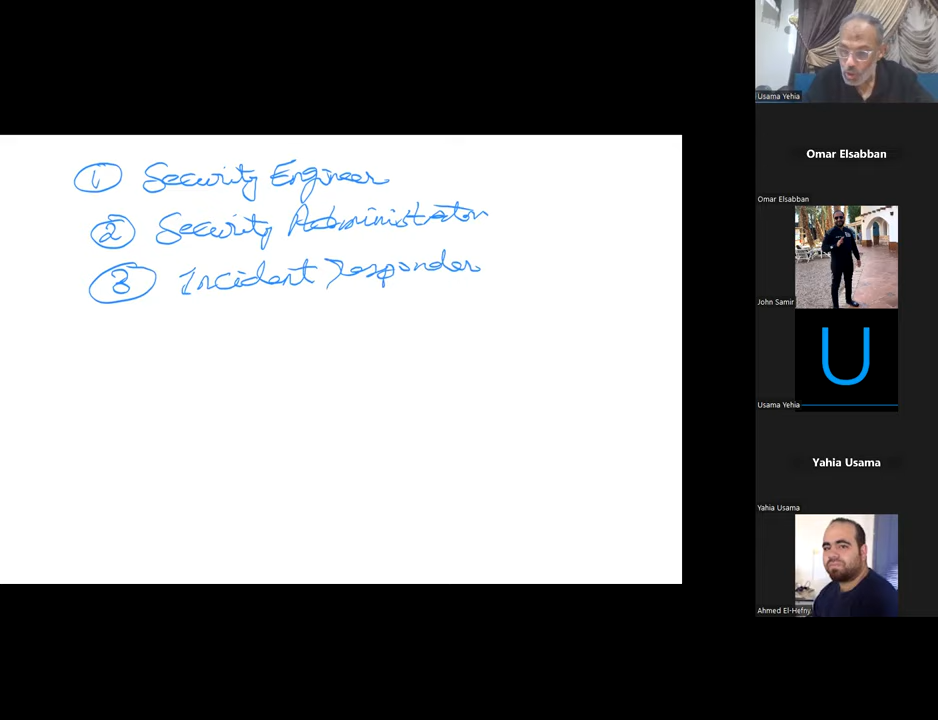 ① Security Engineer
② Security Administrator
③ Incident responder
Usama Yehia
Omar Elsabban
Omar Elsabban
John Samir
U
Usama Yehia
Yahia Usama
Yahia Usama
Ahmed El-Hefny